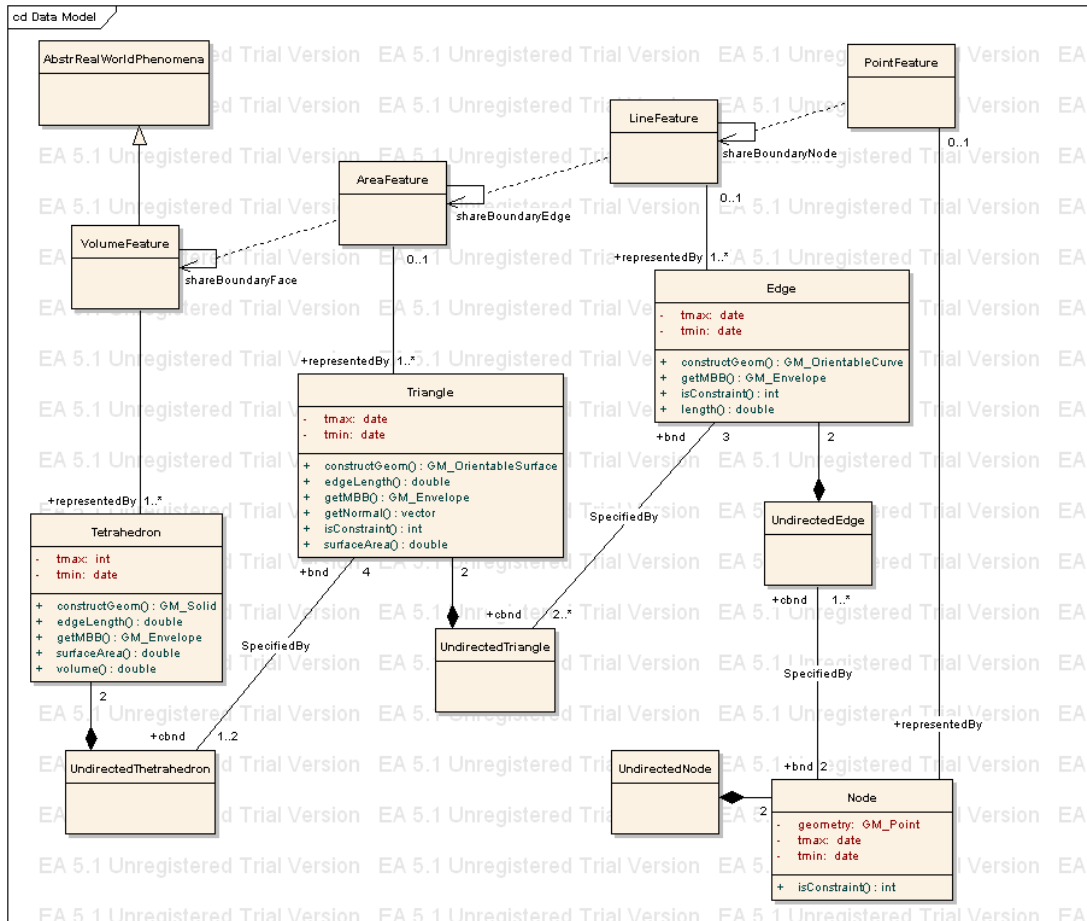 cd Data Model
EA 5.1 Unregistered Trial Version
AbstrRealWorldPhenomena
PointFeature
0..1
LineFeature
shareBoundaryNode
0..1
AreaFeature
shareBoundaryEdge
0..1
VolumeFeature
shareBoundaryFace
+representedBy 1..*
Edge
- tmax: date
- tmin: date
+ constructGeom() : GM_OrientableCurve
+ getMBB() : GM_Envelope
+ isConstraint() : int
+ length() : double
+bnd 3
2
+representedBy 1..*
Triangle
- tmax: date
- tmin: date
+ constructGeom() : GM_OrientableSurface
+ edgeLength() : double
+ getMBB() : GM_Envelope
+ getNormal() : vector
+ isConstraint() : int
+ surfaceArea() : double
+bnd 4
2
SpecifiedBy
UndirectedEdge
+cbnd 1..*
+representedBy 1..*
Tetrahedron
- tmax: int
- tmin: date
+ constructGeom() : GM_Solid
+ edgeLength() : double
+ getMBB() : GM_Envelope
+ surfaceArea() : double
+ volume() : double
2
SpecifiedBy
+cbnd 2..*
UndirectedTriangle
SpecifiedBy
+representedBy
+cbnd 1..2
UndirectedThetrahedron
UndirectedNode
2
+bnd 2
Node
- geometry: GM_Point
- tmax: date
- tmin: date
+ isConstraint() : int